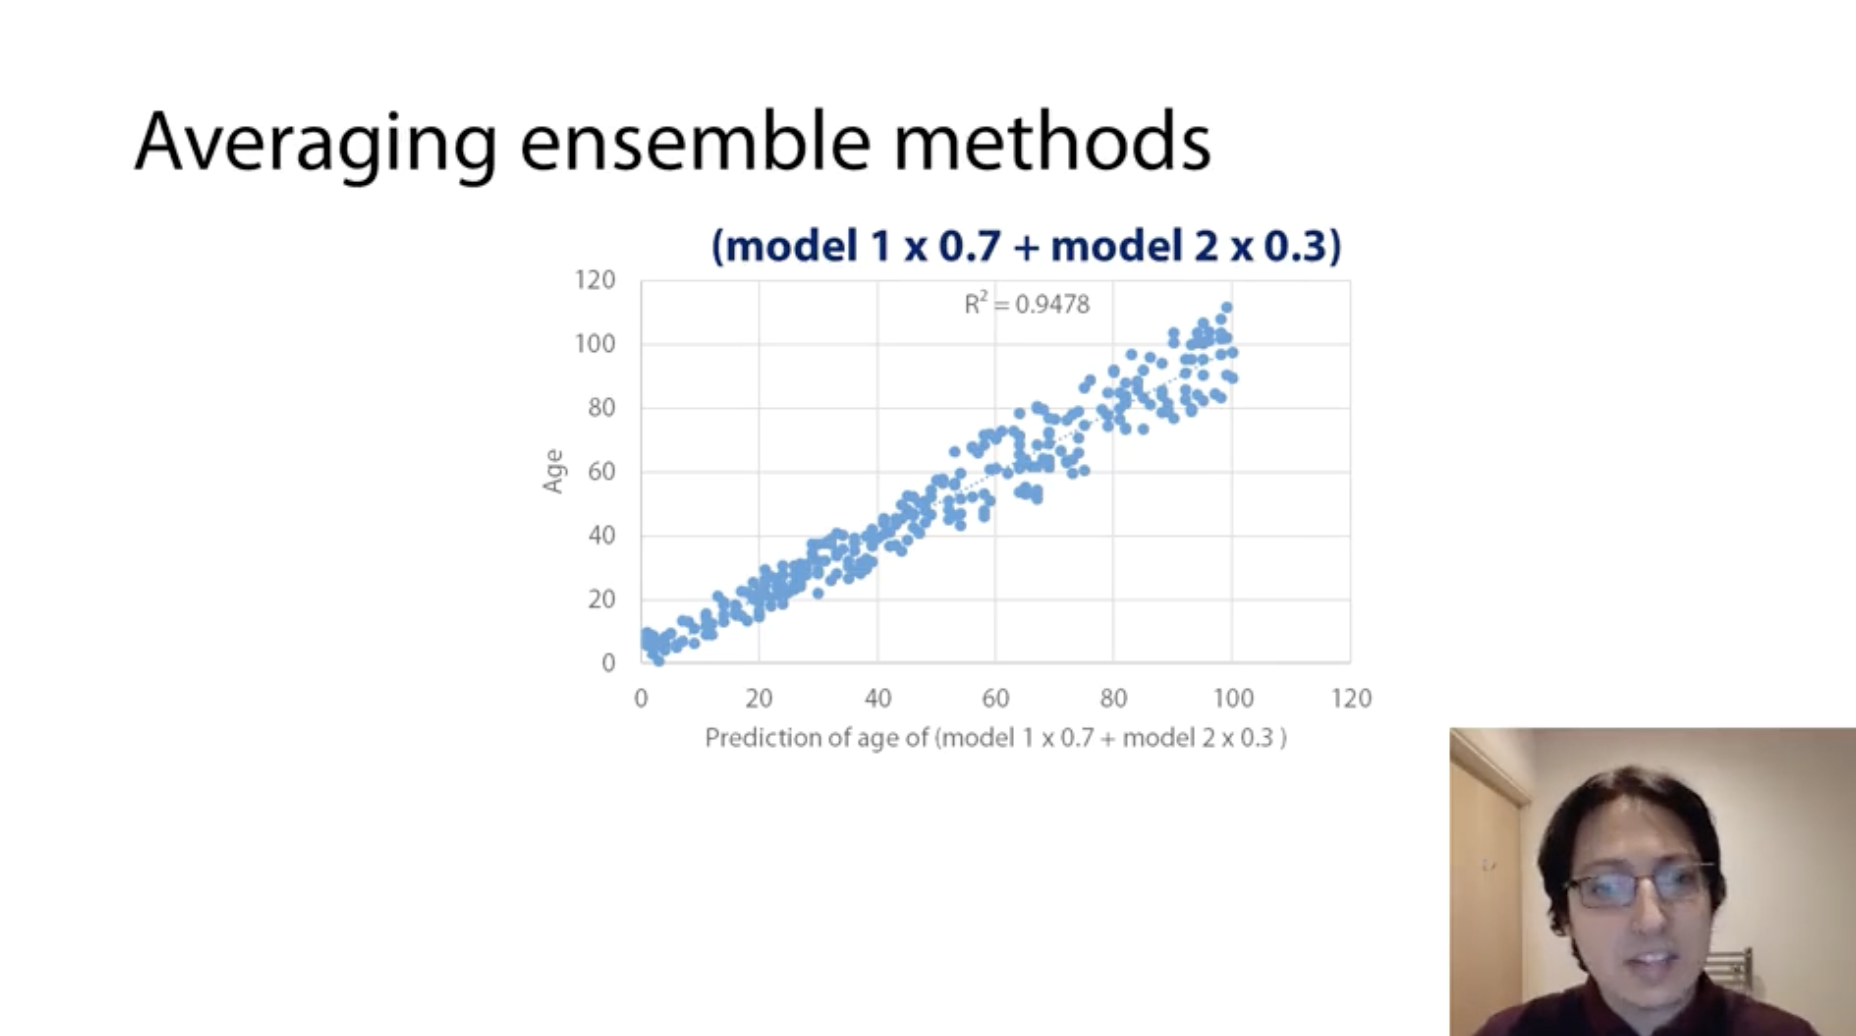 Averaging ensemble methods
(model 1 x 0.7 + model 2 x 0.3)
R² = 0.9478
120
100
80
60
40
20
0
Age
0 20 40 60 80 100 120
Prediction of age of (model 1 x 0.7 + model 2 x 0.3 )